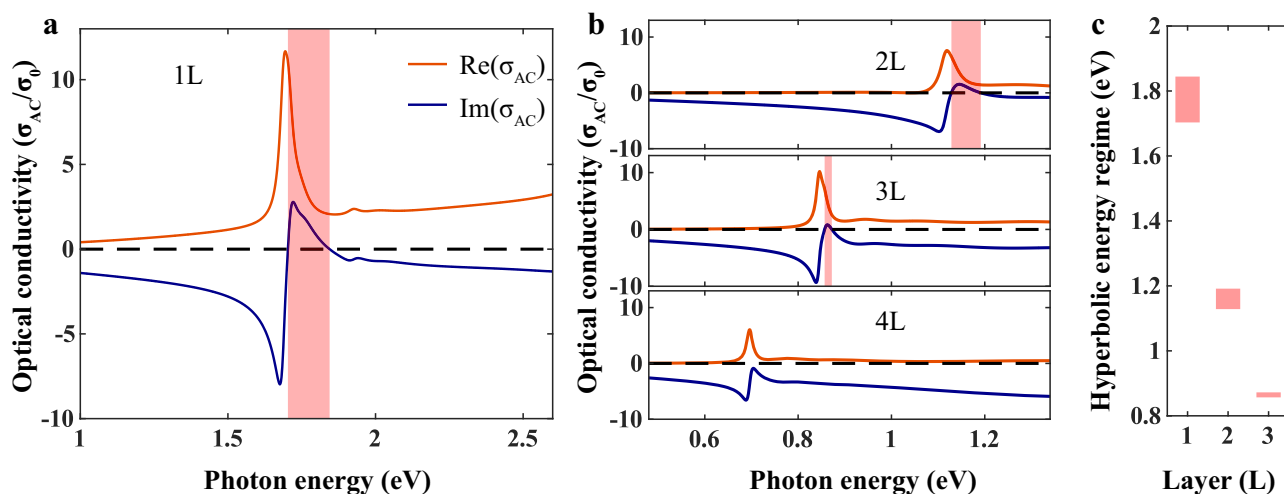 a
1L
Re(σAC)
Im(σAC)
Optical conductivity (σAC/σ0)
10
5
0
-5
-10
1
1.5
2
2.5
Photon energy (eV)
b
2L
3L
4L
Optical conductivity (σAC/σ0)
10
0
-10
10
0
-10
10
0
-10
0.6
0.8
1
1.2
Photon energy (eV)
c
Hyperbolic energy regime (eV)
2
1.8
1.6
1.4
1.2
1
0.8
1
2
3
Layer (L)